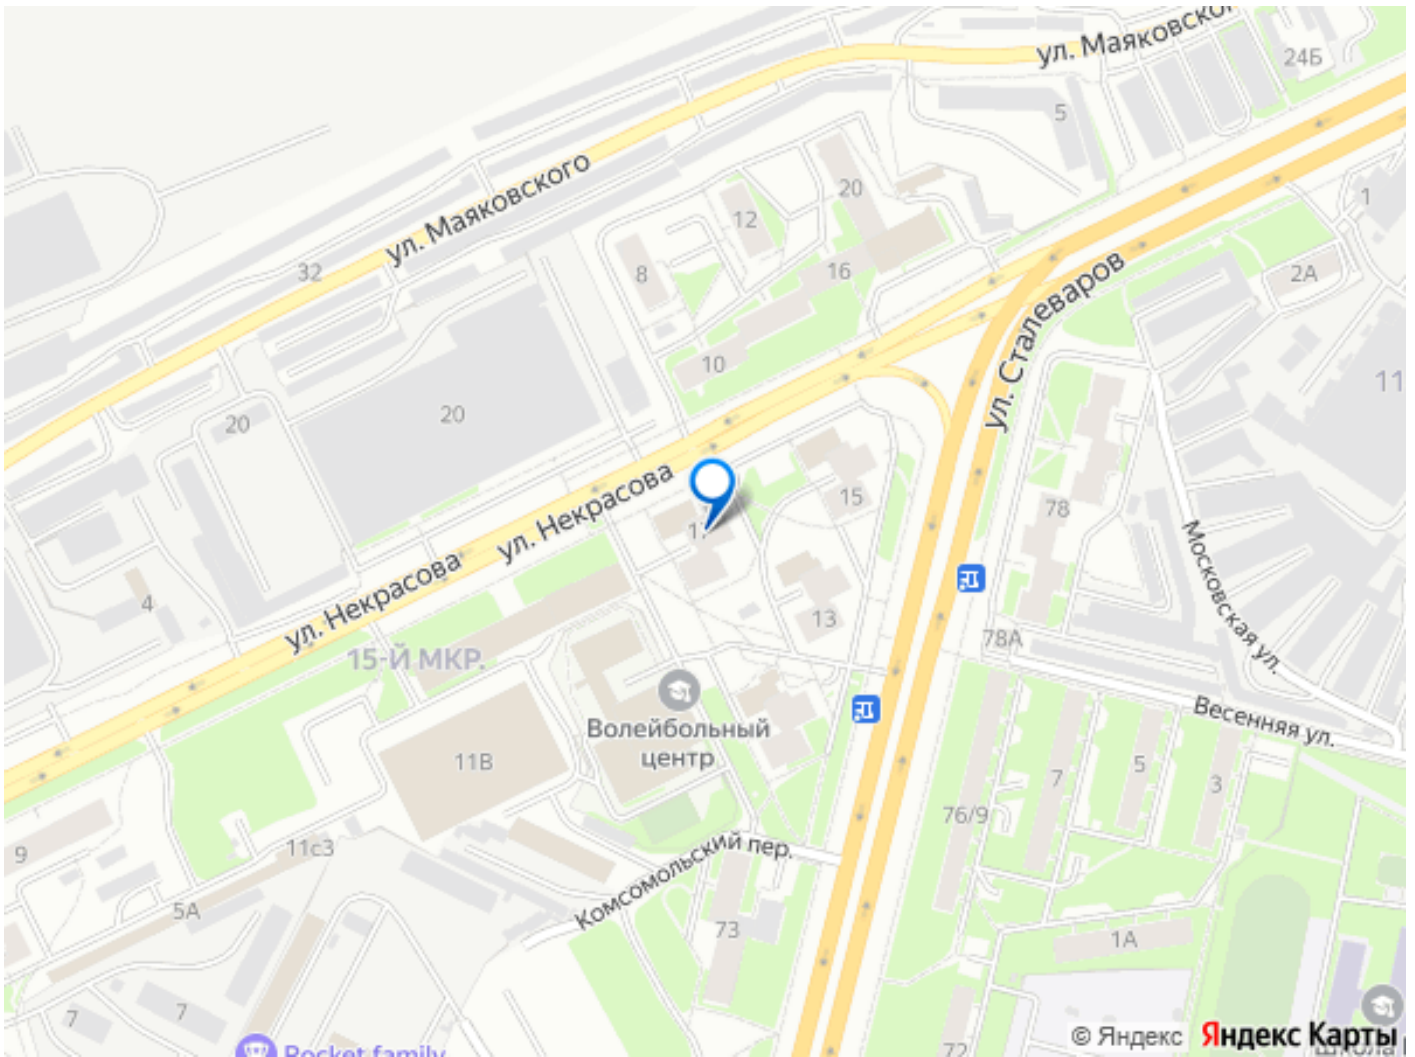 ул. Маяковского
24Б
5
ул. Маяковского
20
12
1
32
8
16
2А
ул. Сталеваров
10
11
20
20
ул. Некрасова
15
78
ул. Некрасова
Московская ул.
4
13
78А
15-Й МКР.
Весенняя ул.
Волейбольный
центр
11В
7
5
3
76/9
9
11с3
Комсомольский пер.
5А
73
1А
7
7
72
Rocket family
© Яндекс
Яндекс Карты